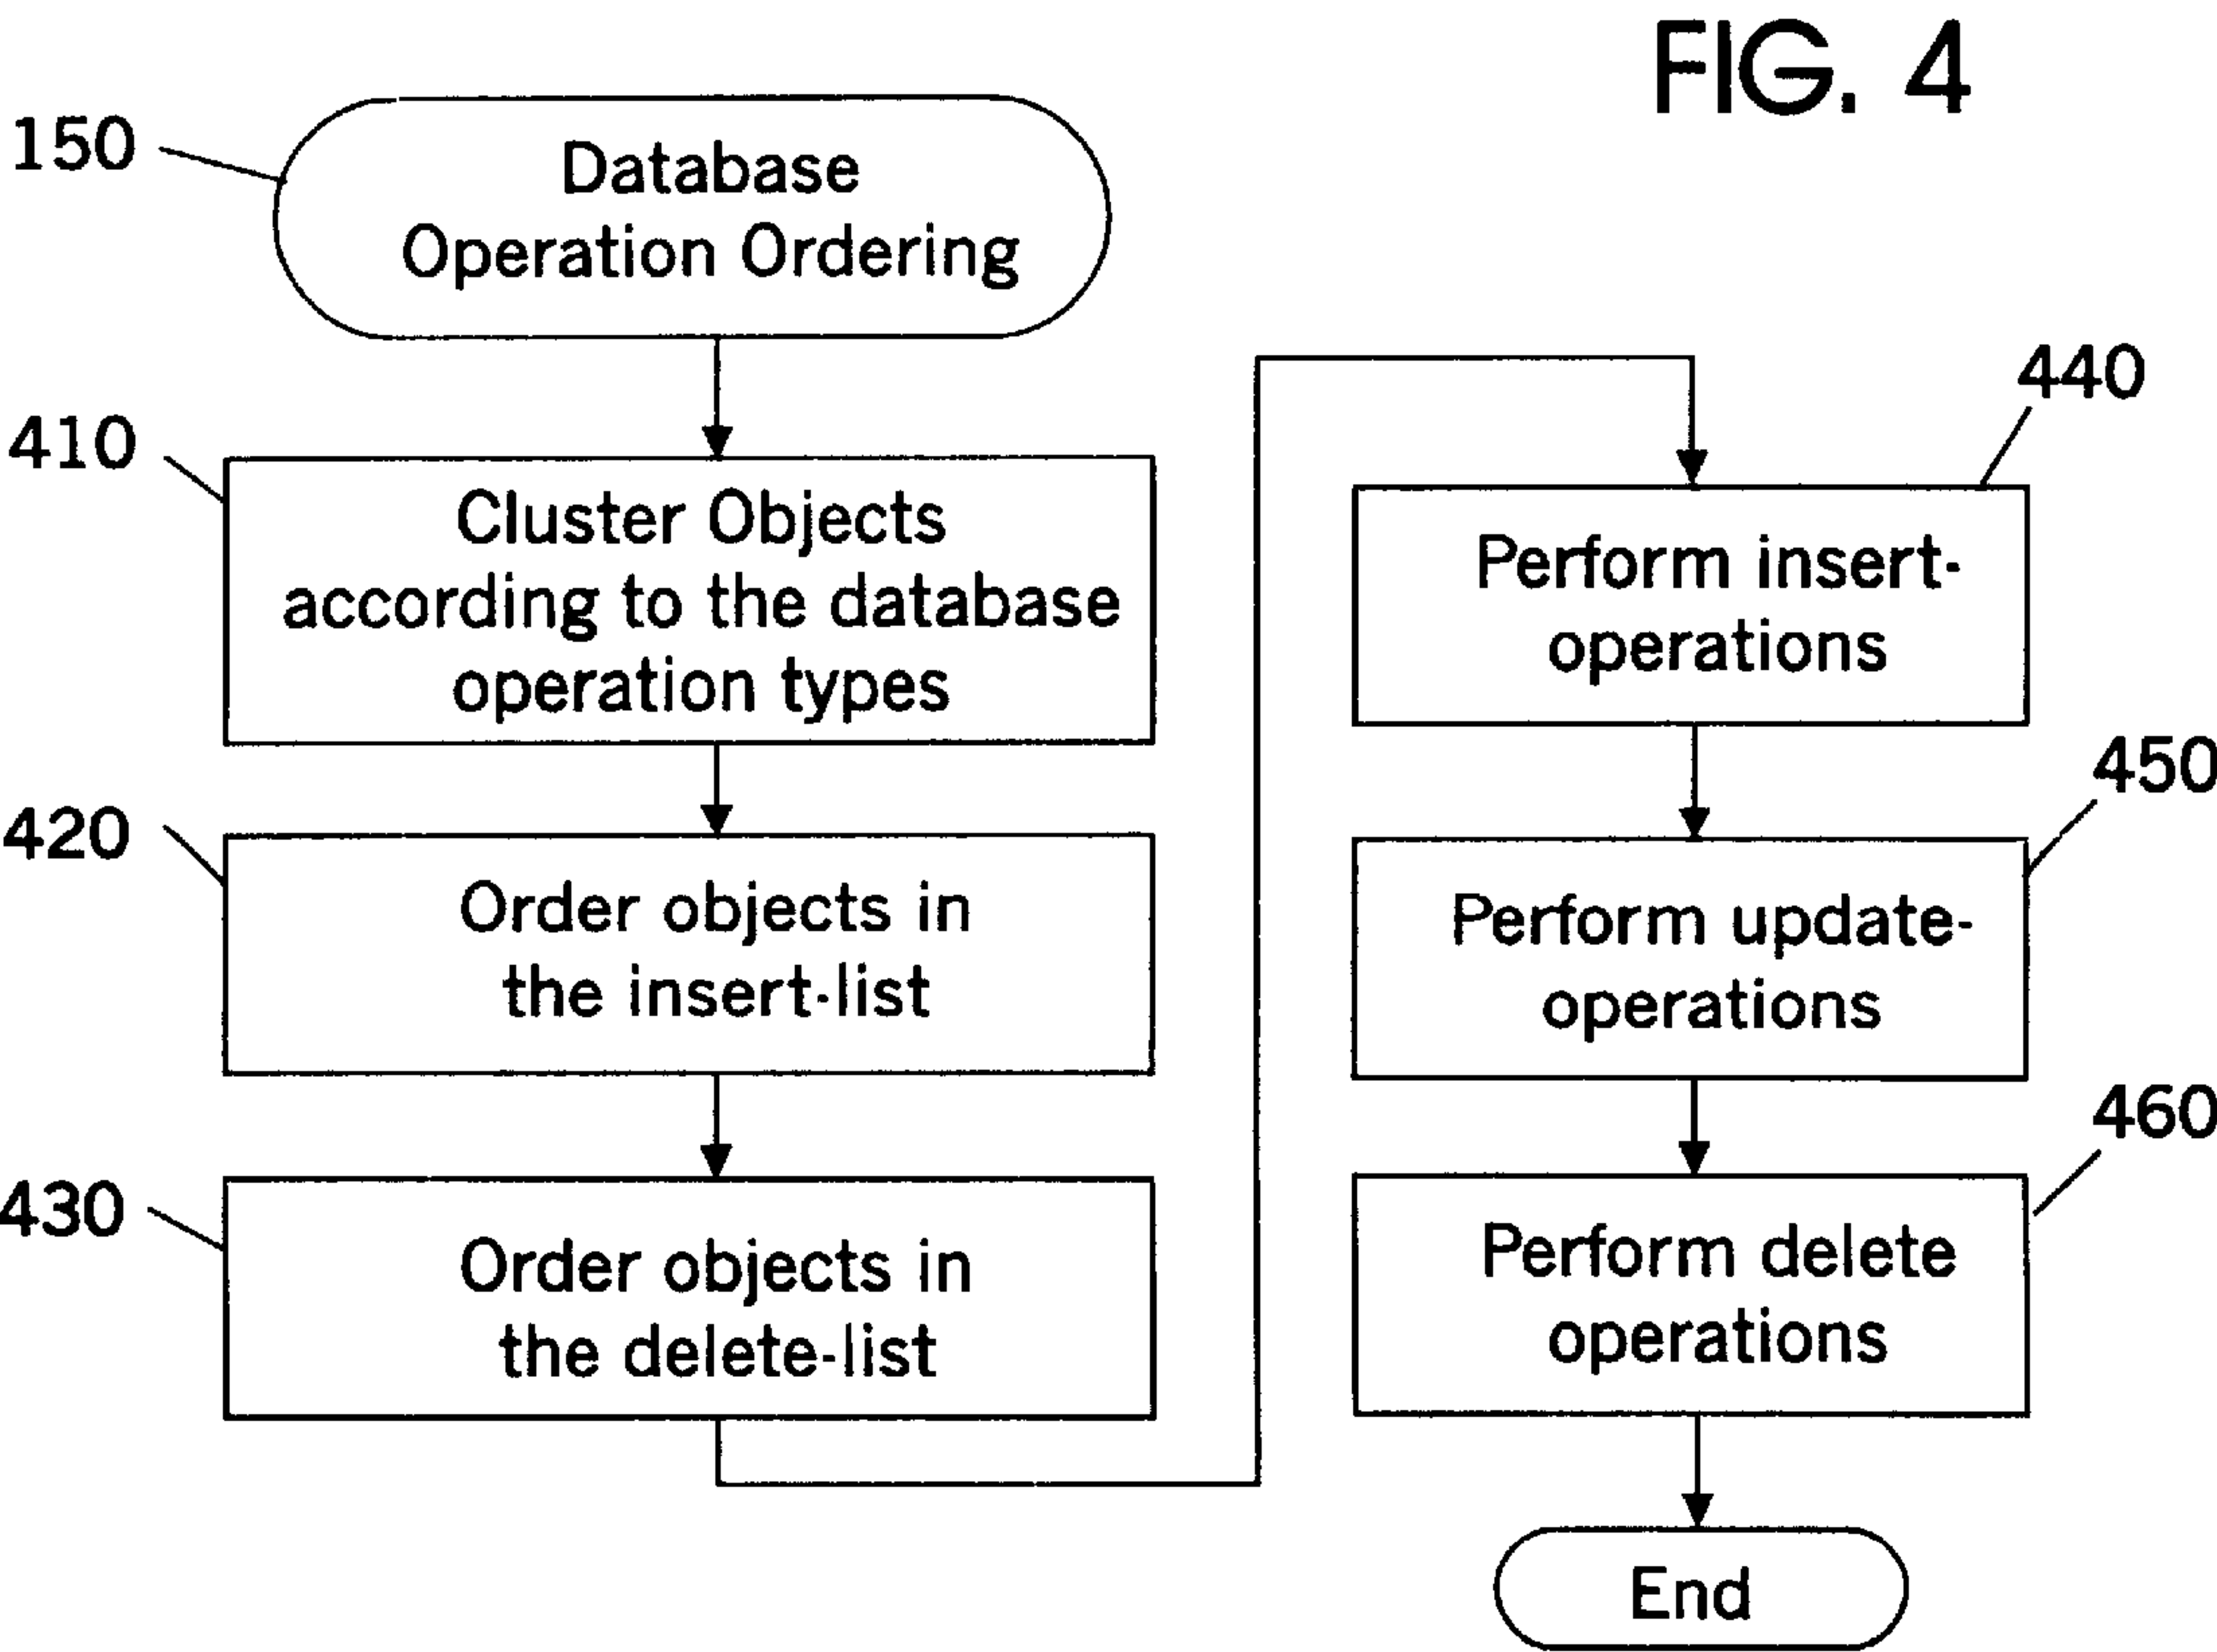 FIG. 4
150
Database
Operation Ordering
410
Cluster Objects
according to the database
operation types
420
Order objects in
the insert-list
430
Order objects in
the delete-list
440
Perform insert-
operations
450
Perform update-
operations
460
Perform delete
operations
End